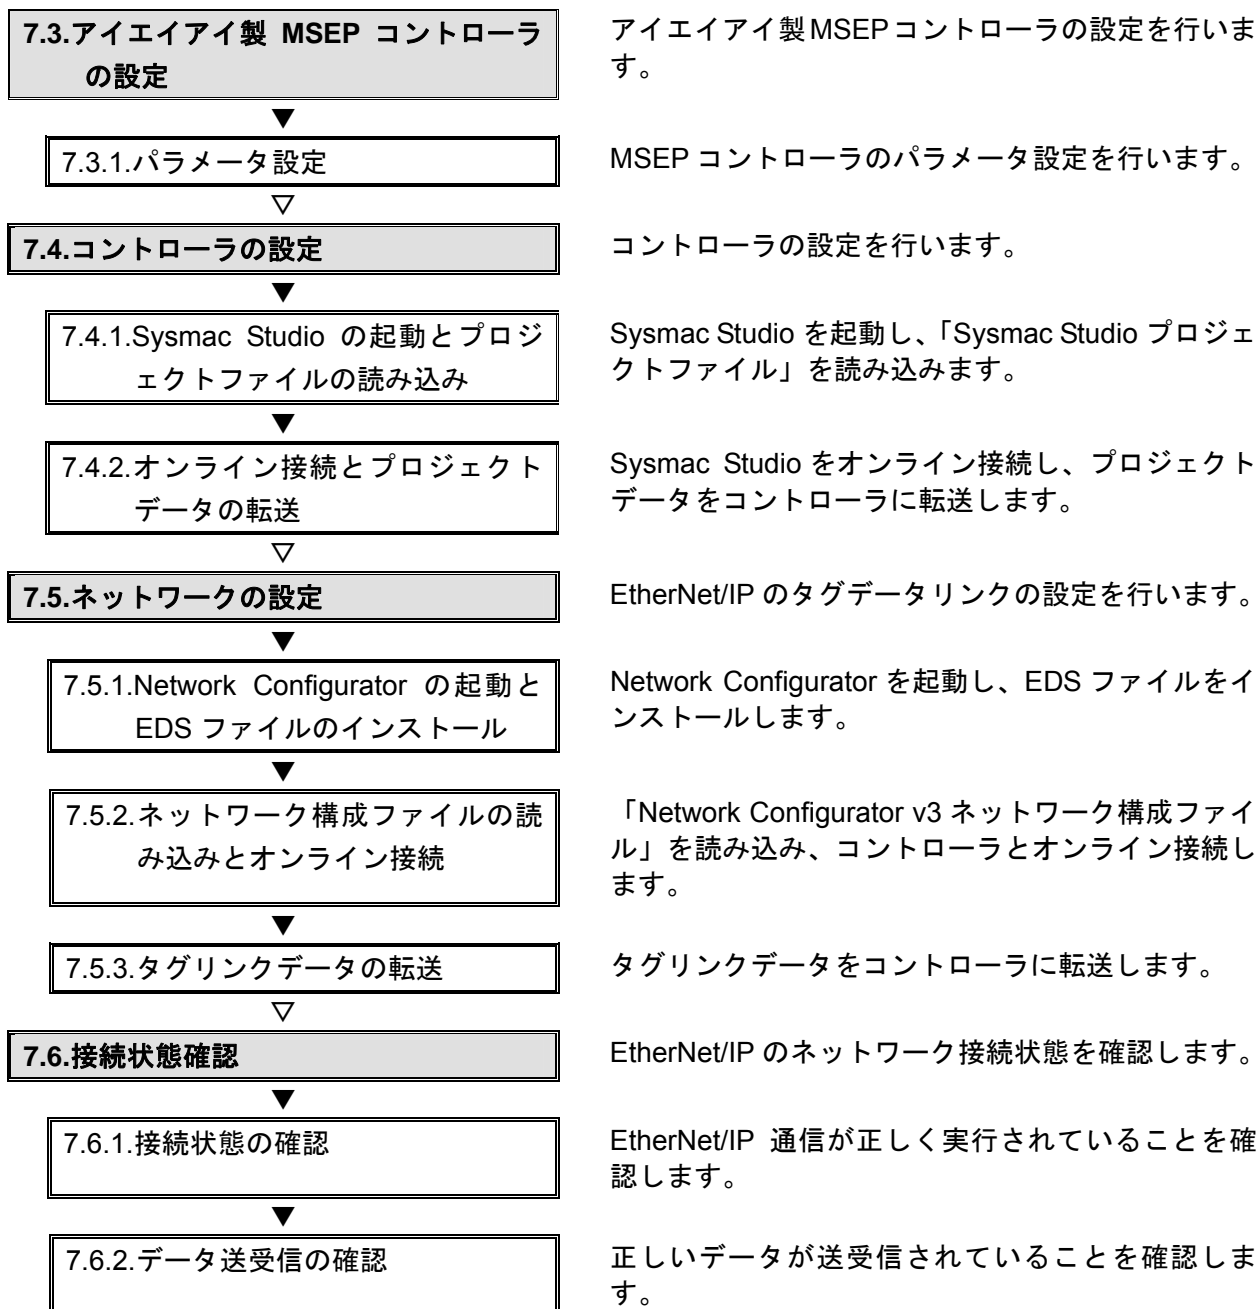 7.3.アイエイアイ製 MSEP コントローラ
の設定
アイエイアイ製MSEPコントローラの設定を行いま
す。
▼
7.3.1.パラメータ設定
MSEP コントローラのパラメータ設定を行います。
▽
7.4.コントローラの設定
コントローラの設定を行います。
▼
7.4.1.Sysmac Studio の起動とプロジ
ェクトファイルの読み込み
Sysmac Studio を起動し、「Sysmac Studio プロジェ
クトファイル」を読み込みます。
▼
7.4.2.オンライン接続とプロジェクト
データの転送
Sysmac Studio をオンライン接続し、プロジェクト
データをコントローラに転送します。
▽
7.5.ネットワークの設定
EtherNet/IP のタグデータリンクの設定を行います。
▼
7.5.1.Network Configurator の起動と
EDS ファイルのインストール
Network Configurator を起動し、EDS ファイルをイ
ンストールします。
▼
7.5.2.ネットワーク構成ファイルの読
み込みとオンライン接続
「Network Configurator v3 ネットワーク構成ファイ
ル」を読み込み、コントローラとオンライン接続し
ます。
▼
7.5.3.タグリンクデータの転送
タグリンクデータをコントローラに転送します。
▽
7.6.接続状態確認
EtherNet/IP のネットワーク接続状態を確認します。
▼
7.6.1.接続状態の確認
EtherNet/IP 通信が正しく実行されていることを確
認します。
▼
7.6.2.データ送受信の確認
正しいデータが送受信されていることを確認しま
す。